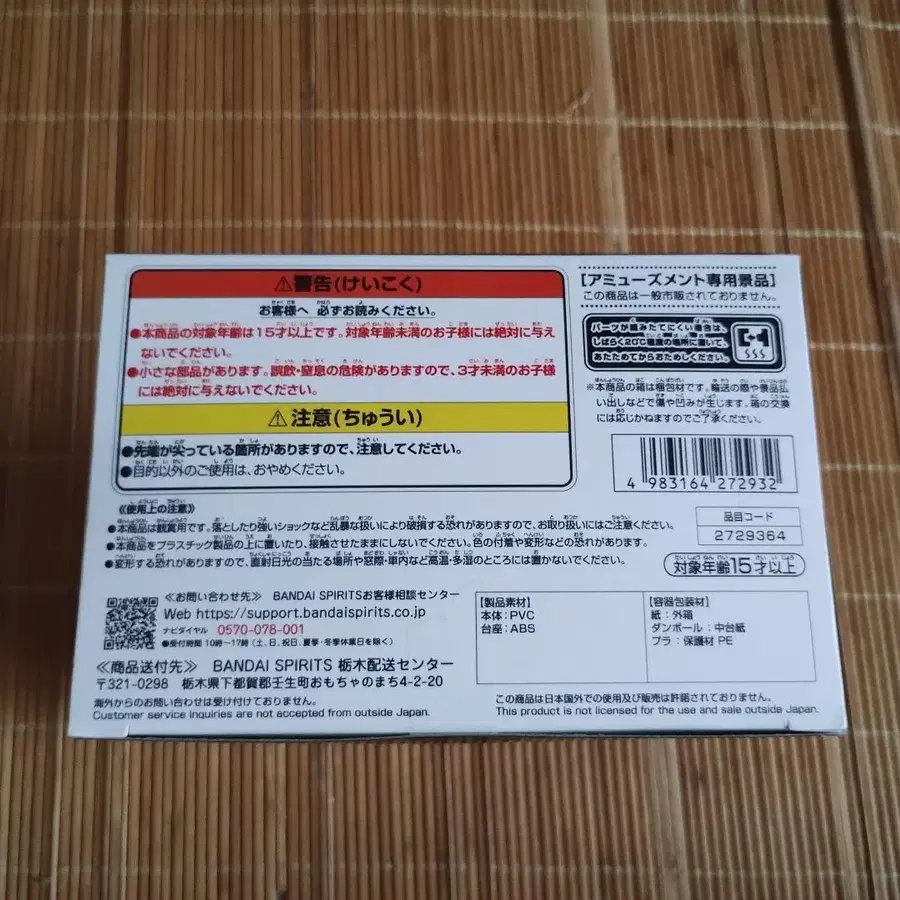 ⚠警告(けいこく)
お客様へ 必ずお読みください。
●本商品の対象年齢は15才以上です。対象年齢未満のお子様には絶対に与え
ないでください。
●小さな部品があります。誤飲・窒息の危険がありますので、3才未満のお子様
には絶対に与えないでください。
⚠注意(ちゅうい)
●先端が尖っている箇所がありますので、注意してください。
●目的以外のご使用は、おやめください。
【アミューズメント専用景品】
この商品は一般市販されておりません。
パーツが組みたてにくい場合は、
しばらく20℃程度の場所に置いて、
あたためてからおためしください。
※本商品の箱は梱包材です。輸送の際や景品払
い出しなどで傷や凹みが生じます。箱の交換
には応じかねますのでご了承ください。
4 983164 272932
品目コード
2729364
対象年齢15才以上
≪使用上の注意≫
●本商品は観賞用です。落としたり強いショックなど乱暴な扱いにより破損する恐れがありますので、お取り扱いにはご注意ください。
●本商品をプラスチック製品の上に置いたり、接触させたままにしないでください。色の付着や変形などの恐れがあります。
●変形する恐れがありますので、直射日光の当たる場所や窓際・車内など高温・多湿のところには置かないでください。
≪お問い合わせ先≫ BANDAI SPIRITSお客様相談センター
Web https://support.bandaispirits.co.jp
ナビダイヤル 0570-078-001
●受付時間 10時〜17時(土、日、祝日、夏季・冬季休業日を除く)
≪商品送付先≫ BANDAI SPIRITS 栃木配送センター
〒321-0298 栃木県下都賀郡壬生町おもちゃのまち4-2-20
【製品素材】
本体:PVC
台座:ABS
【容器包装材】
紙:外箱
ダンボール:中台紙
プラ:保護材 PE
海外からのお問い合わせは受け付けておりません。
Customer service inquiries are not accepted from outside Japan.
この商品は日本国外での使用及び販売は許諾されておりません。
This product is not licensed for the use and sale outside Japan.